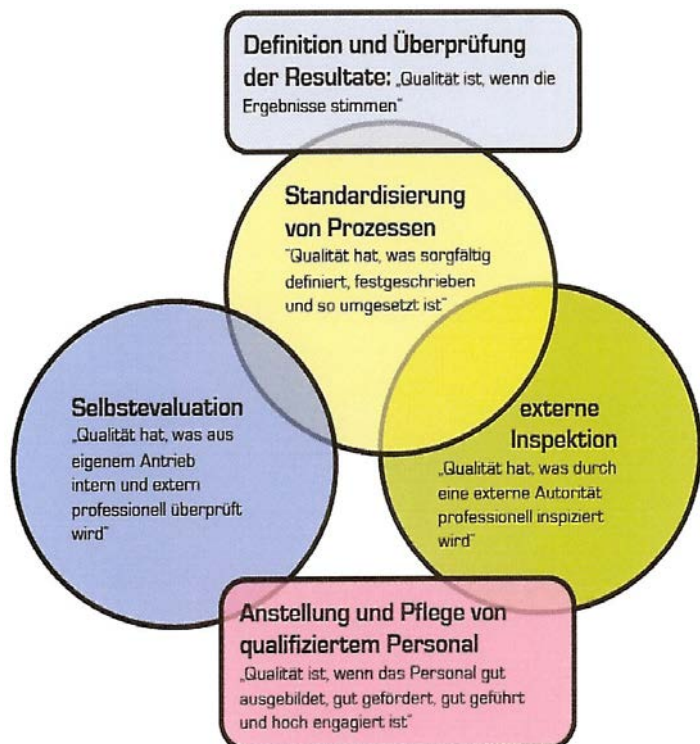 Definition und Überprüfung
der Resultate: „Qualität ist, wenn die
Ergebnisse stimmen“
Standardisierung
von Prozessen
“Qualität hat, was sorgfältig
definiert, festgeschrieben
und so umgesetzt ist“
Selbstevaluation
„Qualität hat, was aus
eigenem Antrieb
intern und extern
professionell überprüft
wird“
externe
Inspektion
„Qualität hat, was durch
eine externe Autorität
professionell inspiziert
wird“
Anstellung und Pflege von
qualifiziertem Personal
„Qualität ist, wenn das Personal gut
ausgebildet, gut gefördert, gut geführt
und hoch engagiert ist“